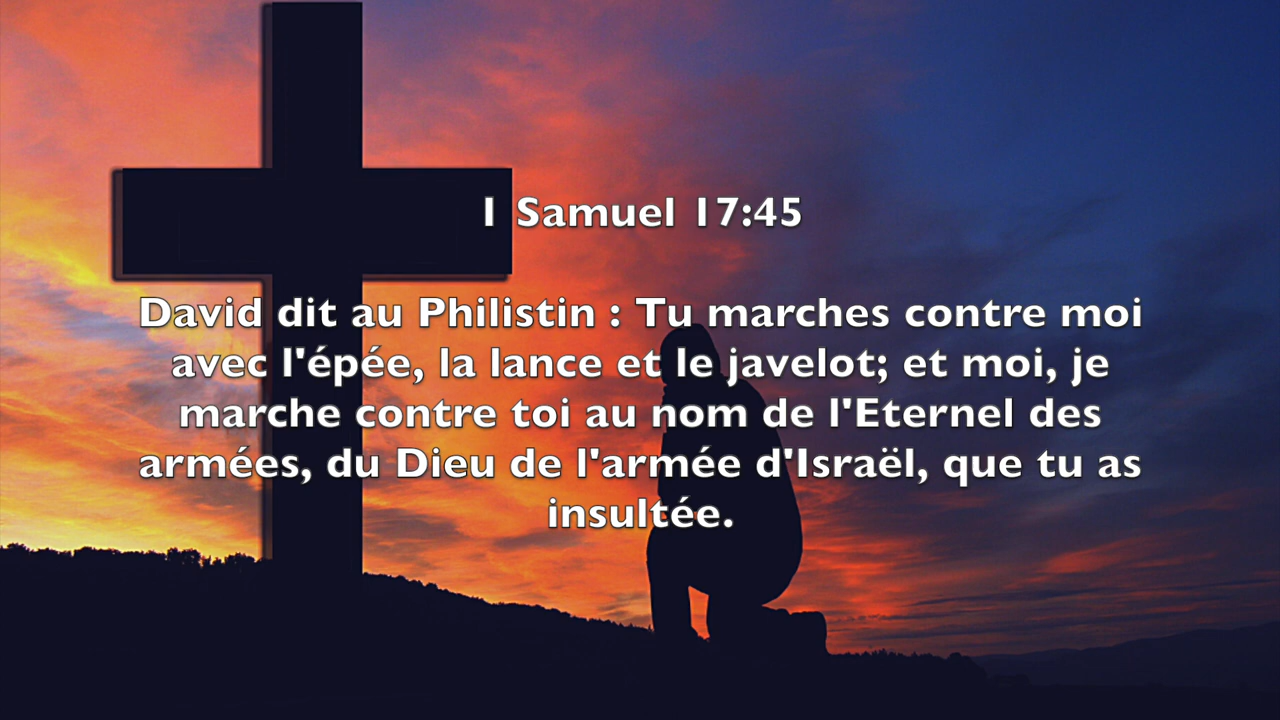 1 Samuel 17:45
David dit au Philistin : Tu marches contre moi
avec l'épée, la lance et le javelot; et moi, je
marche contre toi au nom de l'Eternel des
armées, du Dieu de l'armée d'Israël, que tu as
insultée.